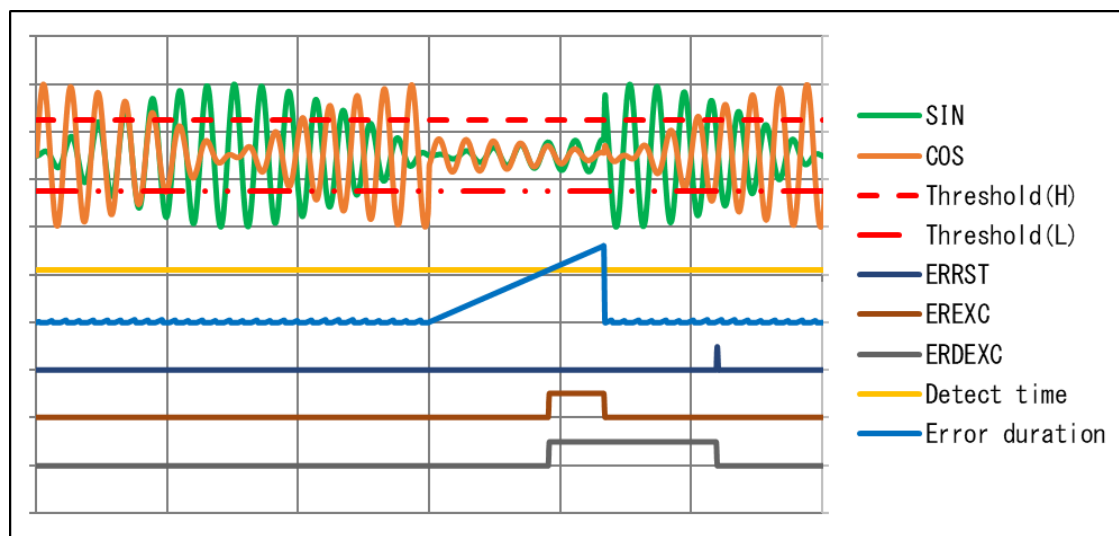 SIN
COS
Threshold(H)
Threshold(L)
ERRST
EREXC
ERDEXC
Detect time
Error duration